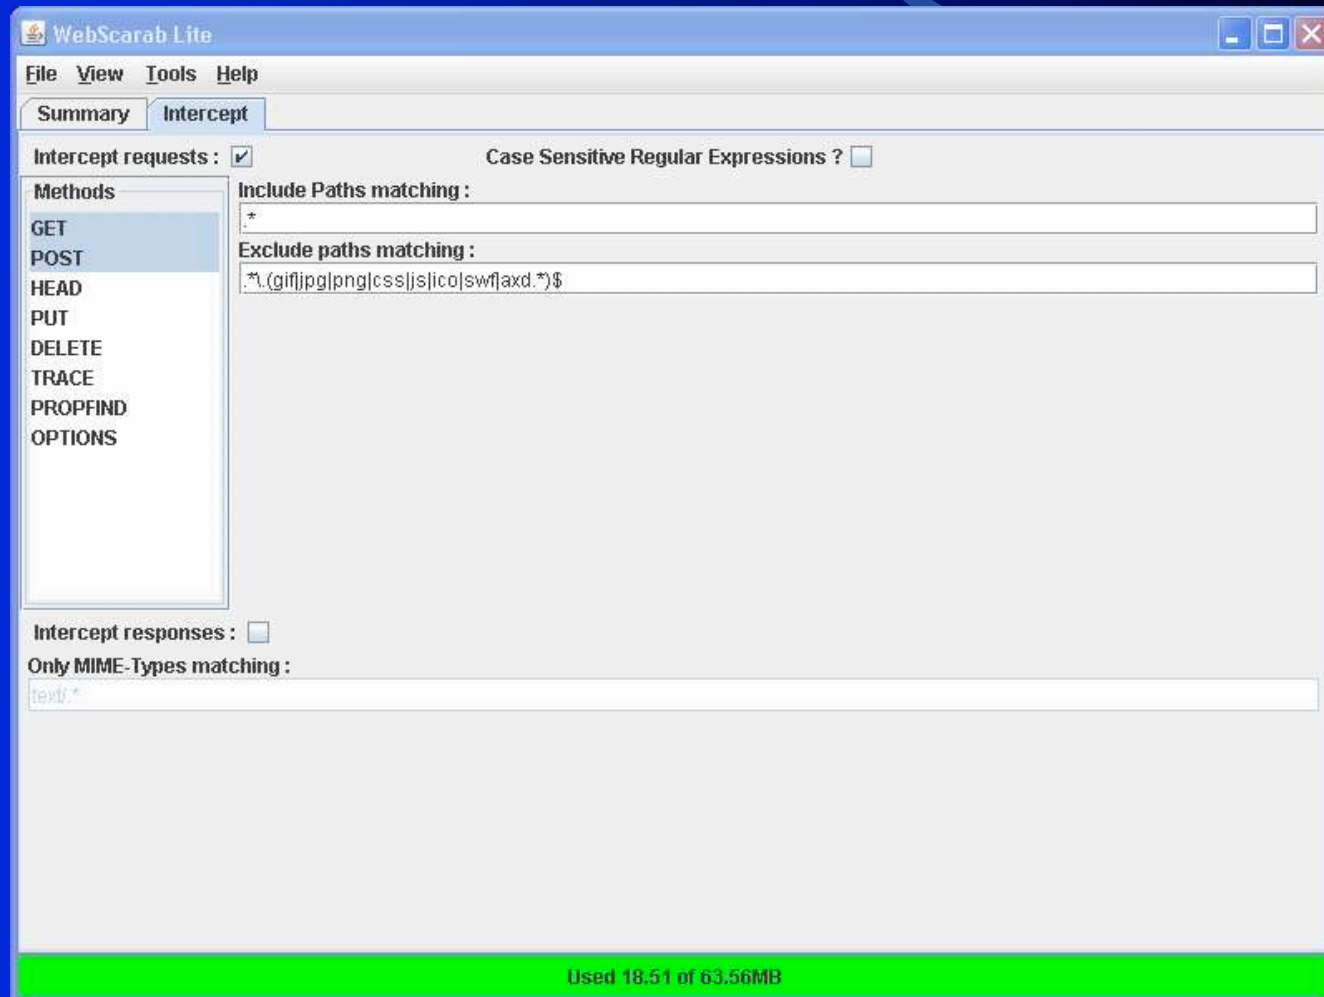 WebScarab Lite
File View Tools Help
Summary Intercept
Intercept requests : Case Sensitive Regular Expressions ?
Methods
Include Paths matching :
.*
Exclude paths matching :
.*\.(gif|jpg|png|css|js|ico|swf|axd.*)$
GET
POST
HEAD
PUT
DELETE
TRACE
PROPFIND
OPTIONS
Intercept responses :
Only MIME-Types matching :
text/.*
Used 18.51 of 63.56MB